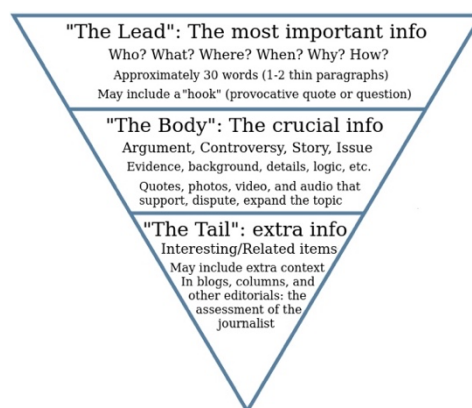 "The Lead": The most important info
Who? What? Where? When? Why? How?
Approximately 30 words (1-2 thin paragraphs)
May include a"hook" (provocative quote or question)
"The Body": The crucial info
Argument, Controversy, Story, Issue
Evidence, background, details, logic, etc.
Quotes, photos, video, and audio that
support, dispute, expand the topic
"The Tail": extra info
Interesting/Related items
May include extra context
In blogs, columns, and
other editorials: the
assessment of the
journalist